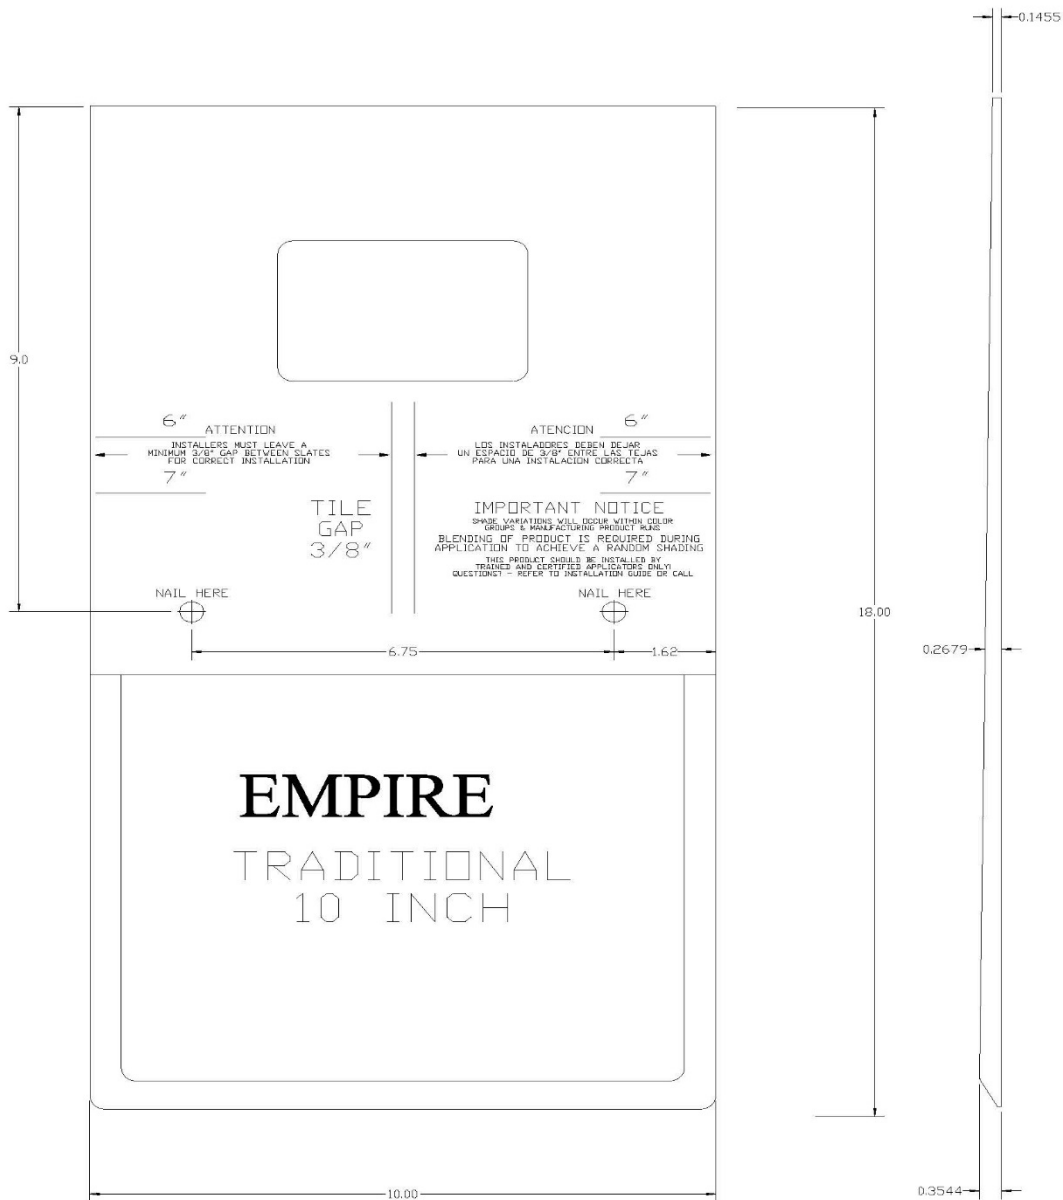 0.1455
9.0
6"
ATTENTION
INSTALLERS MUST LEAVE A
MINIMUM 3/8" GAP BETWEEN SLATES
FOR CORRECT INSTALLATION
7"
ATENCION
6"
LOS INSTALADORES DEBEN DEJAR
UN ESPACIO DE 3/8" ENTRE LAS TEJAS
PARA UNA INSTALACION CORRECTA
7"
TILE
GAP
3/8"
IMPORTANT NOTICE
SHADE VARIATIONS WILL OCCUR WITHIN COLOR
GROUPS & MANUFACTURING PRODUCT RUNS
BLENDING OF PRODUCT IS REQUIRED DURING
APPLICATION TO ACHIEVE A RANDOM SHADING
THIS PRODUCT SHOULD BE INSTALLED BY
TRAINED AND CERTIFIED APPLICATORS ONLY!
QUESTIONS? - REFER TO INSTALLATION GUIDE OR CALL
NAIL HERE
NAIL HERE
18.00
6.75
1.62
0.2679
EMPIRE
TRADITIONAL
10 INCH
10.00
0.3544